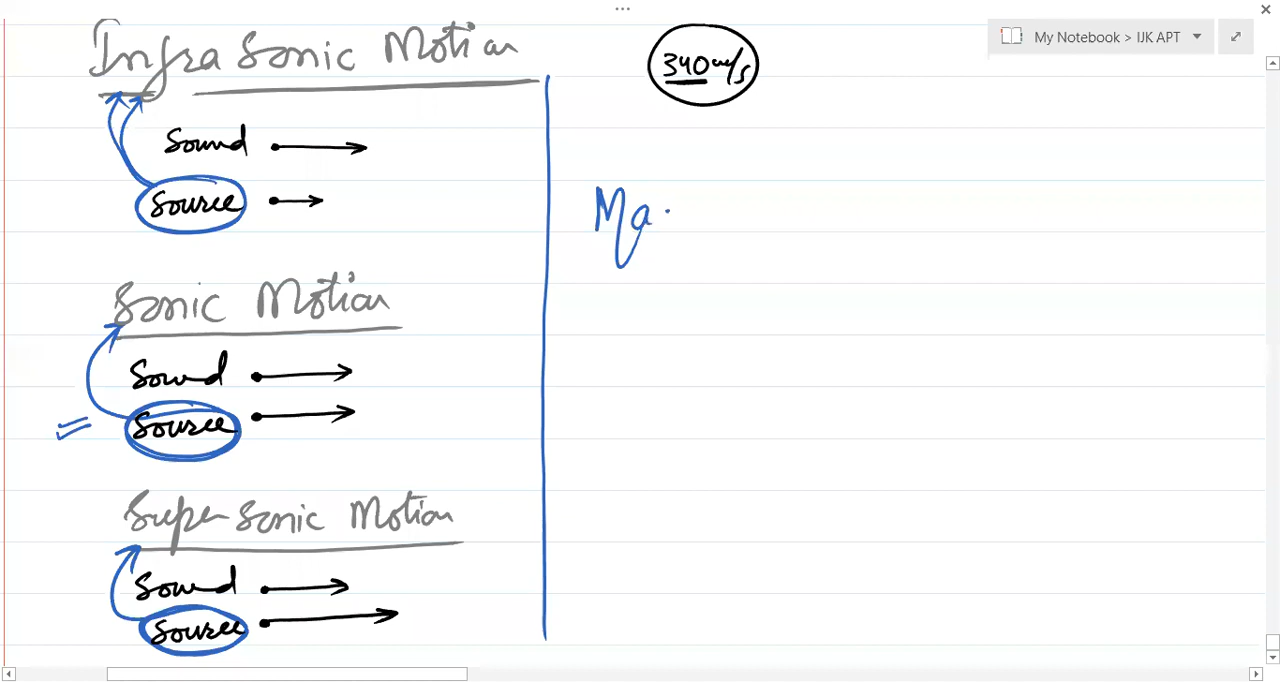 Infra Sonic Motion
Sound
Source
Sonic Motion
Sound
Source
Super Sonic Motion
Sound
Source
340 m/s
Ma
My Notebook > IJK APT